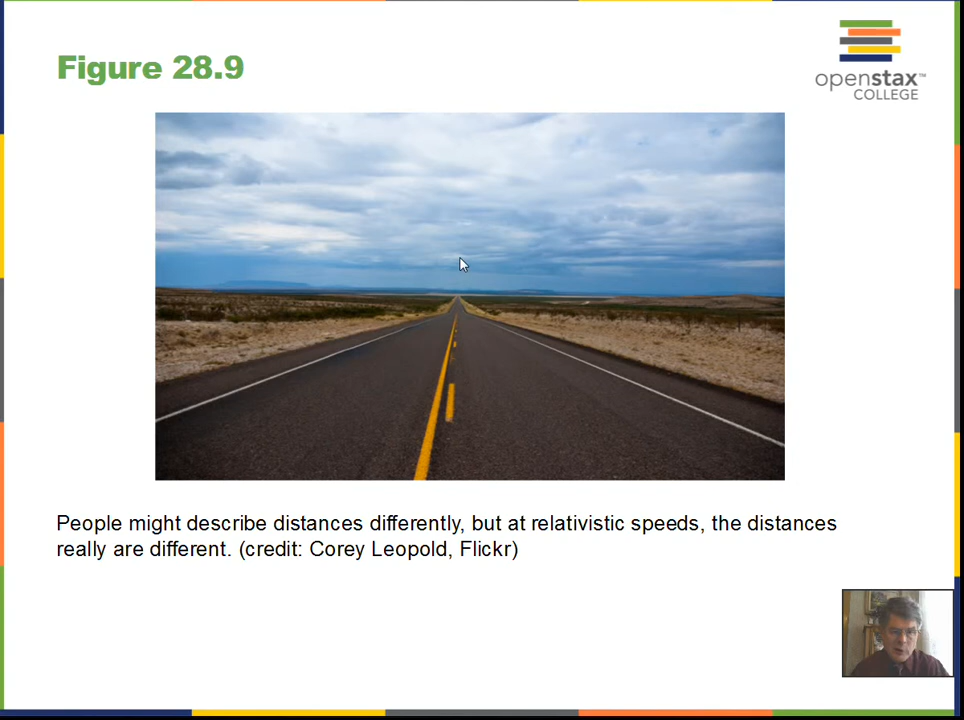 Figure 28.9
openstax™
COLLEGE
People might describe distances differently, but at relativistic speeds, the distances
really are different. (credit: Corey Leopold, Flickr)